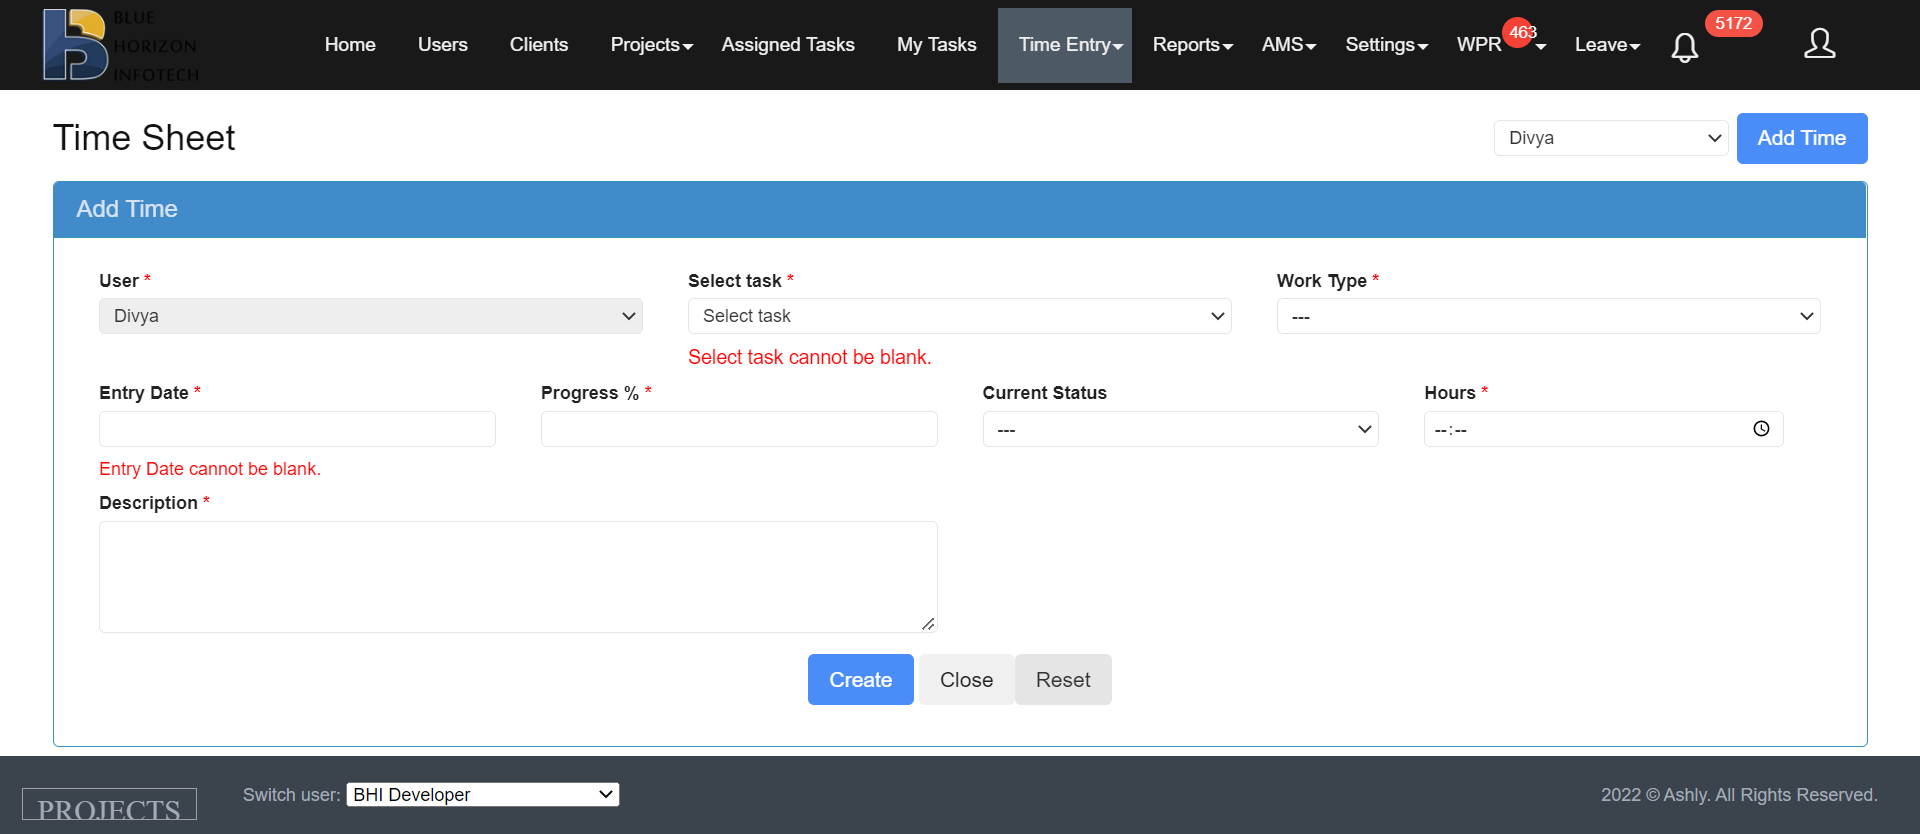 BLUE
HORIZON
INFOTECH
Home Users Clients Projects Assigned Tasks My Tasks Time Entry Reports AMS Settings WPR 463 Leave 5172
Time Sheet
Divya Add Time
Add Time
User * Select task * Work Type *
Divya Select task ---
Select task cannot be blank.
Entry Date * Progress % * Current Status Hours *
--- --:--
Entry Date cannot be blank.
Description *
Create Close Reset
PROJECTS Switch user: BHI Developer 2022 © Ashly. All Rights Reserved.